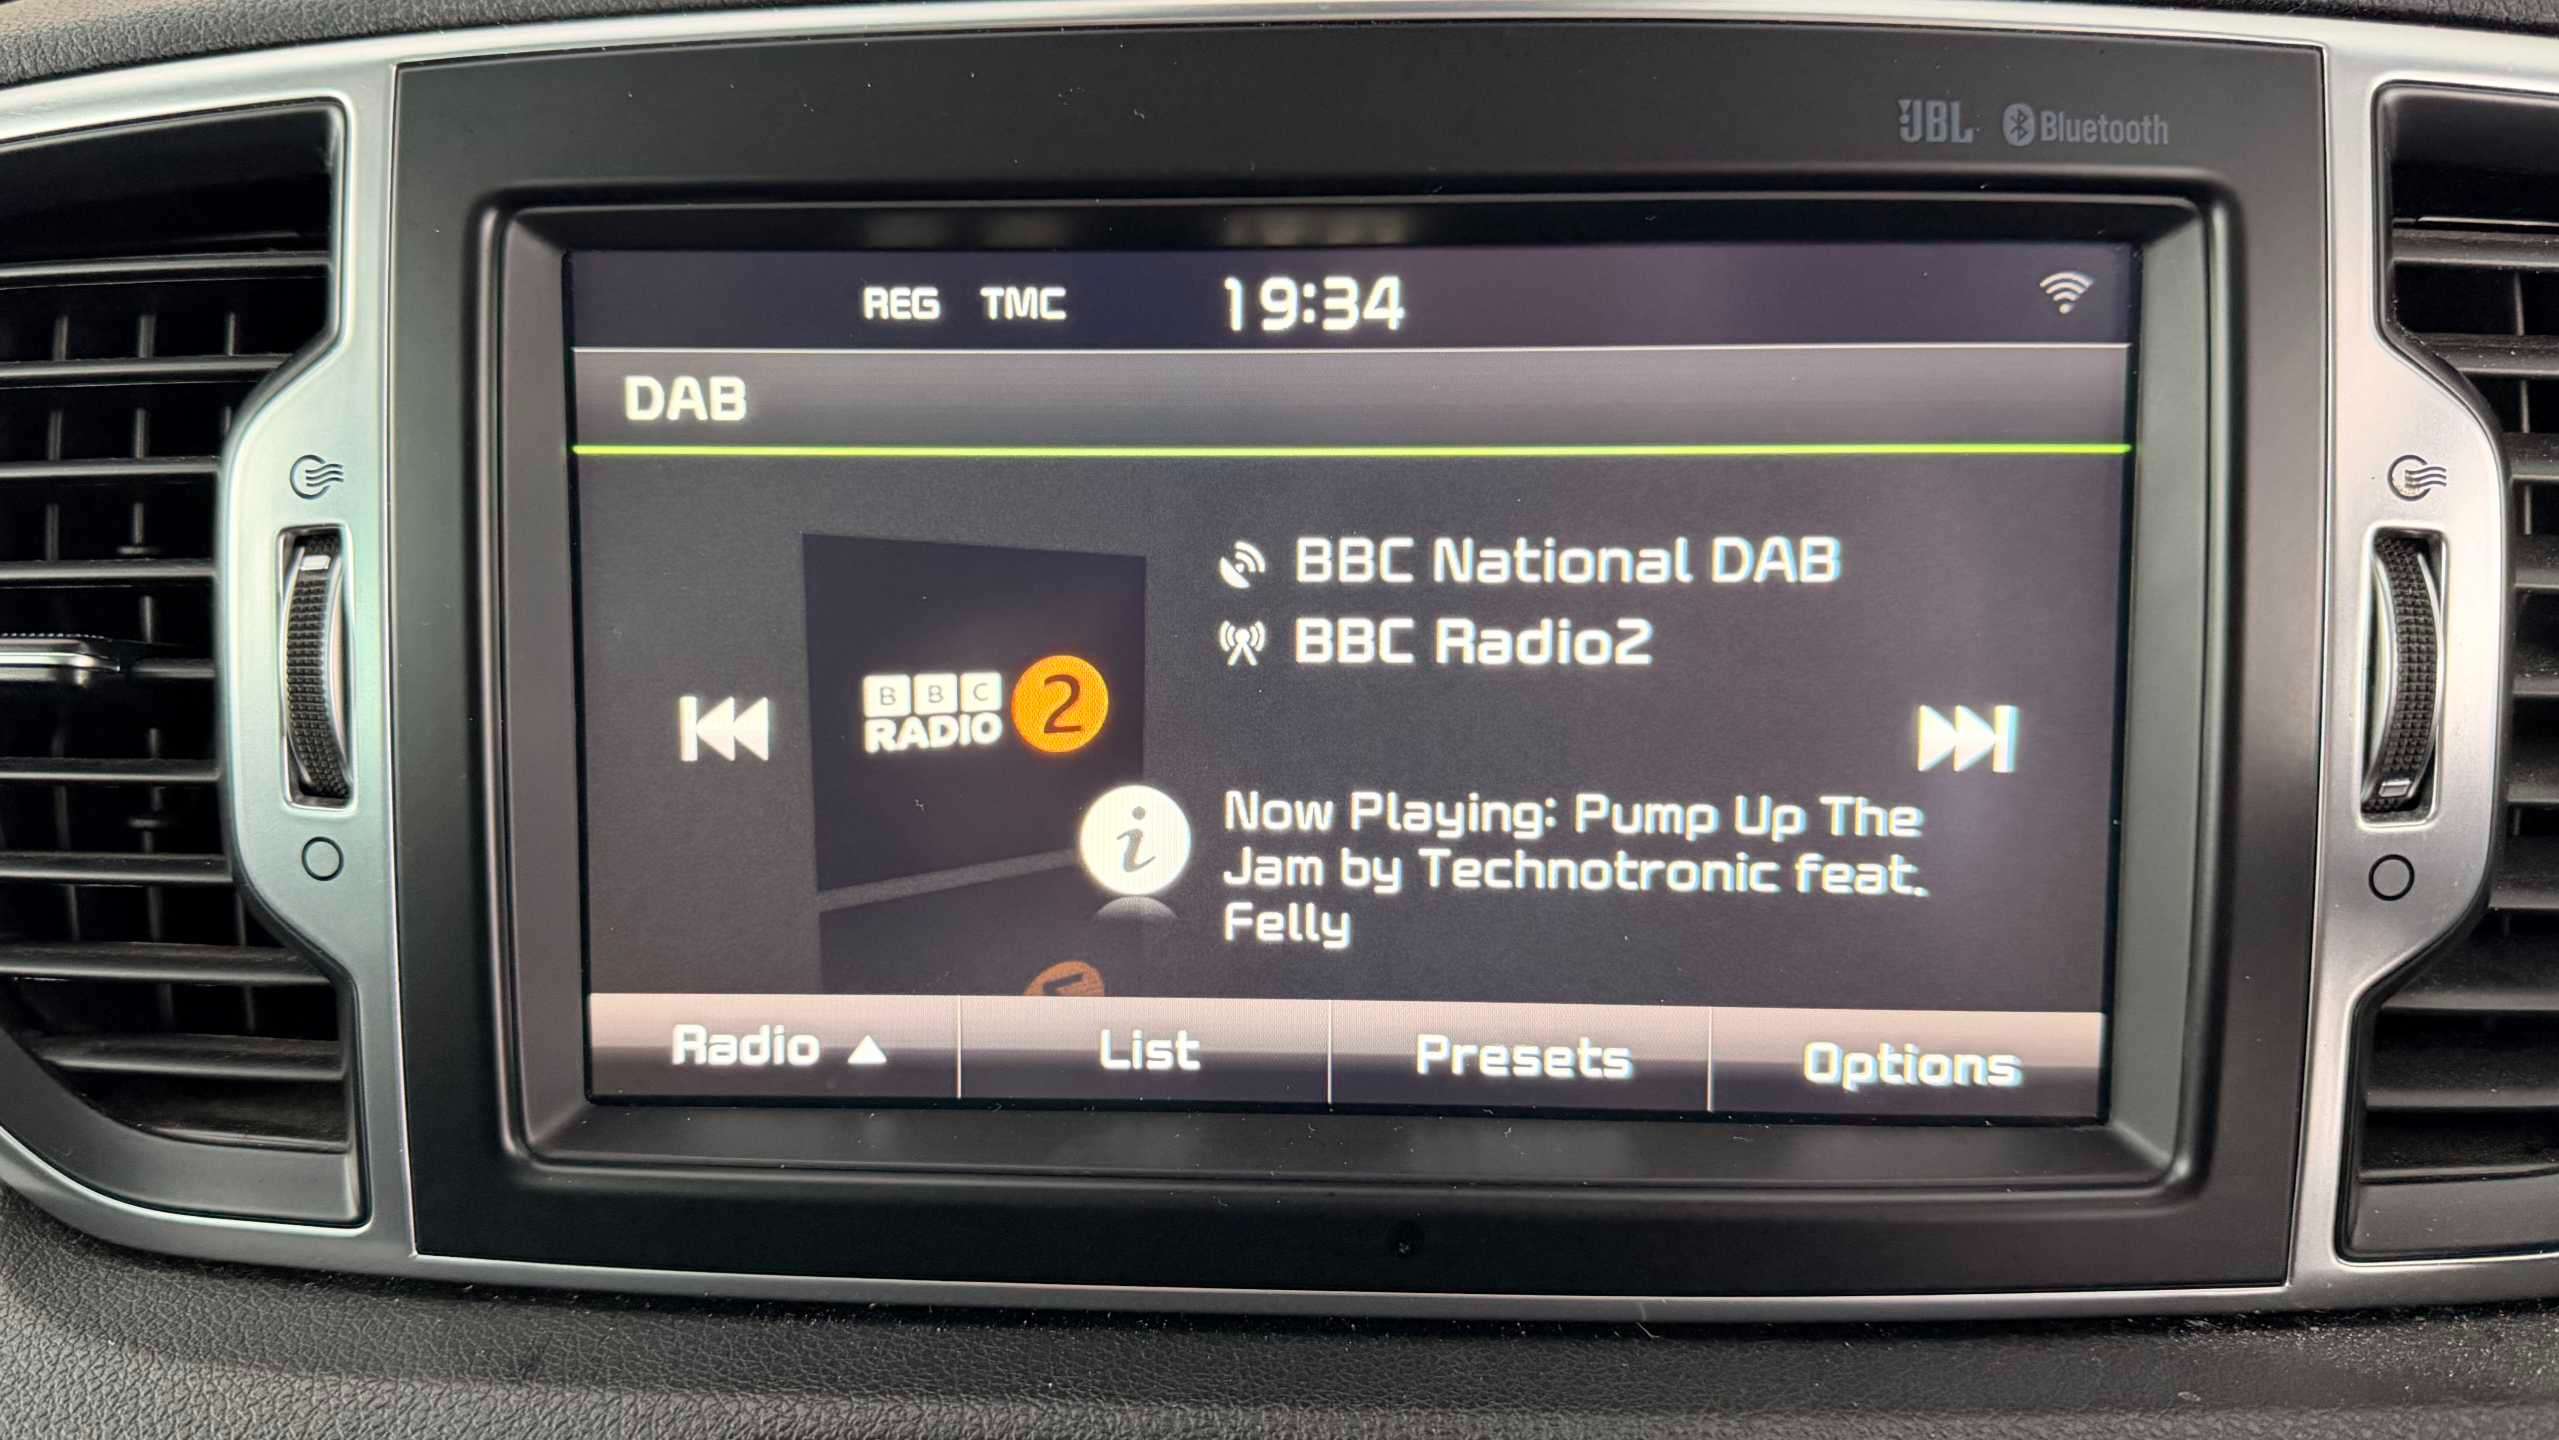 JBL Bluetooth
REG TMC 19:34
DAB
BBC National DAB
BBC Radio2
BBC
RADIO 2
i
Now Playing: Pump Up The
Jam by Technotronic feat.
Felly
Radio ▲ List Presets Options